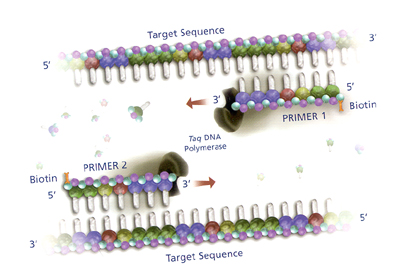 Target Sequence
3'
5'
3'
5'
Biotin
PRIMER 1
Taq DNA
Polymerase
PRIMER 2
Biotin
5'
3'
3'
5'
Target Sequence